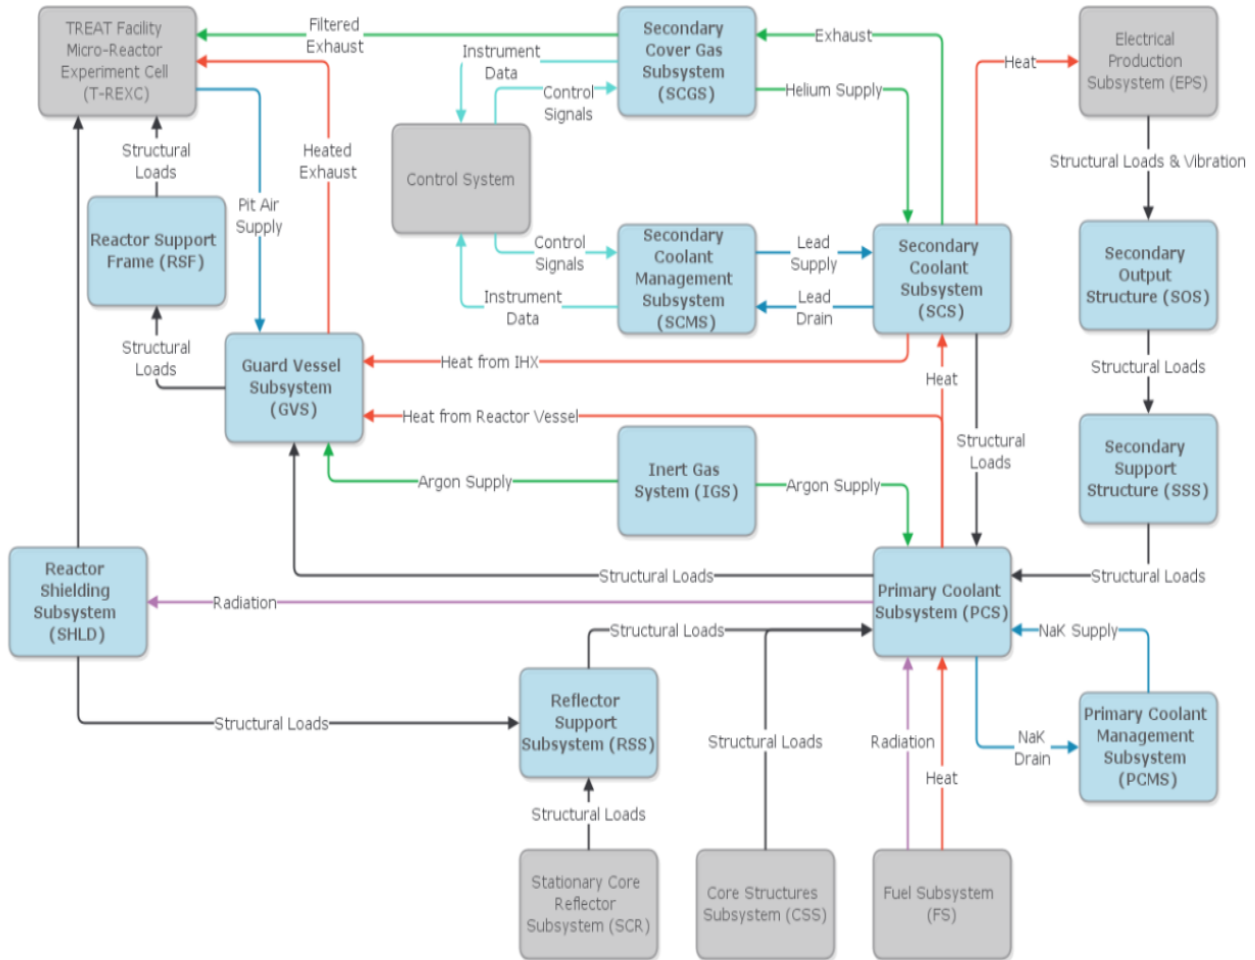 TREAT Facility
Micro-Reactor
Experiment Cell
(T-REXC)
Filtered
Exhaust
Secondary
Cover Gas
Subsystem
(SCGS)
Exhaust
Electrical
Production
Subsystem (EPS)
Instrument
Data
Heat
Control
Signals
Helium Supply
Structural
Loads
Heated
Exhaust
Control System
Structural Loads & Vibration
Pit Air
Supply
Reactor Support
Frame (RSF)
Control
Signals
Secondary
Coolant
Management
Subsystem
(SCMS)
Lead
Supply
Secondary
Coolant
Subsystem
(SCS)
Secondary
Output
Structure (SOS)
Instrument
Data
Lead
Drain
Structural
Loads
Guard Vessel
Subsystem
(GVS)
Heat from IHX
Heat
Structural Loads
Heat from Reactor Vessel
Structural
Loads
Secondary
Support
Structure (SSS)
Argon Supply
Inert Gas
System (IGS)
Argon Supply
Reactor
Shielding
Subsystem
(SHLD)
Structural Loads
Primary Coolant
Subsystem (PCS)
Structural Loads
Radiation
Structural Loads
NaK Supply
Structural Loads
Reflector
Support
Subsystem (RSS)
Structural Loads
Radiation
NaK
Drain
Primary Coolant
Management
Subsystem
(PCMS)
Heat
Structural Loads
Stationary Core
Reflector
Subsystem (SCR)
Core Structures
Subsystem (CSS)
Fuel Subsystem
(FS)